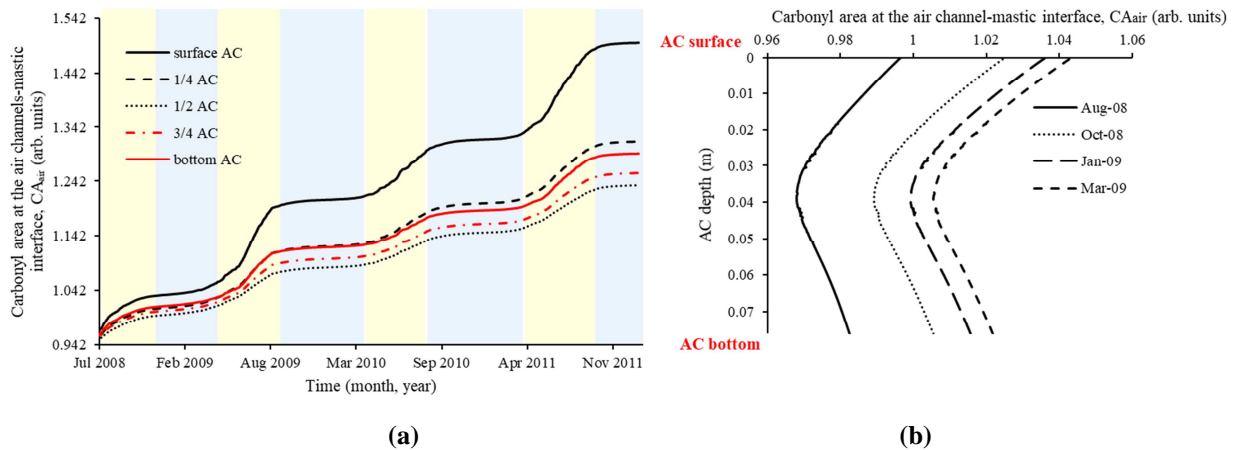 1.542
1.442
1.342
1.242
1.142
1.042
0.942
Carbonyl area at the air channels-mastic
interface, CAair (arb. units)
surface AC
1/4 AC
1/2 AC
3/4 AC
bottom AC
Jul 2008 Feb 2009 Aug 2009 Mar 2010 Sep 2010 Apr 2011 Nov 2011
Time (month, year)
(a)
Carbonyl area at the air channel-mastic interface, CAair (arb. units)
AC surface
0.96 0.98 1 1.02 1.04 1.06
0
0.01
0.02
0.03
0.04
0.05
0.06
0.07
AC depth (m)
Aug-08
Oct-08
Jan-09
Mar-09
AC bottom
(b)